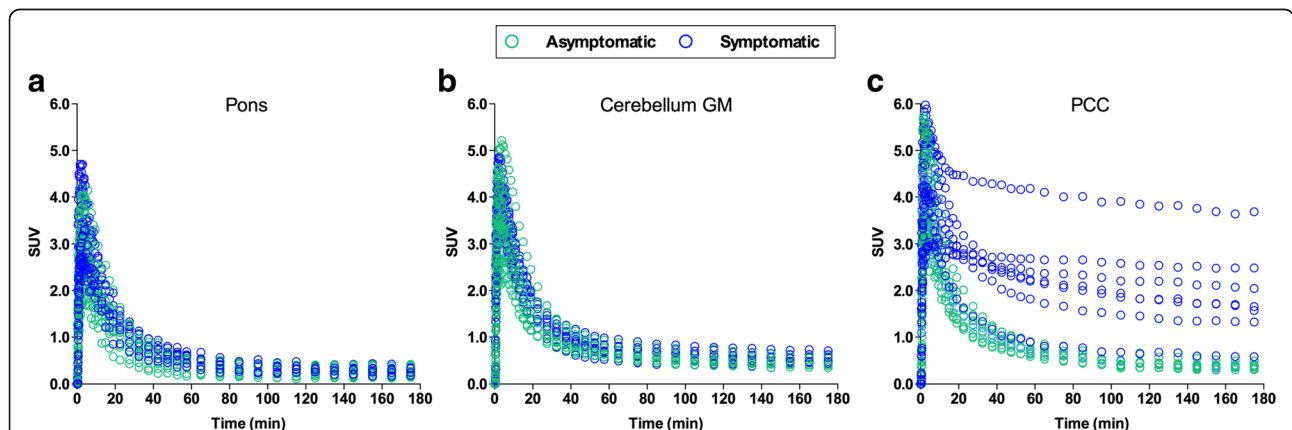 Asymptomatic Symptomatic
a b c
Pons Cerebellum GM PCC
6.0 6.0 6.0
5.0 5.0 5.0
4.0 4.0 4.0
SUV SUV SUV
3.0 3.0 3.0
2.0 2.0 2.0
1.0 1.0 1.0
0.0 0.0 0.0
0 20 40 60 80 100 120 140 160 180 0 20 40 60 80 100 120 140 160 180 0 20 40 60 80 100 120 140 160 180
Time (min) Time (min) Time (min)